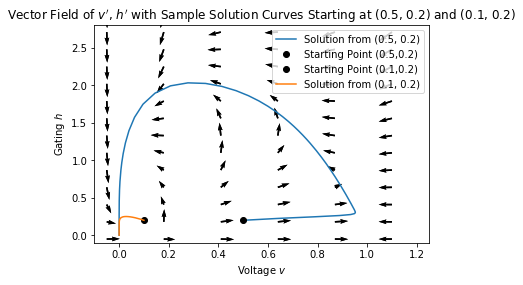 Vector Field of v′, h′ with Sample Solution Curves Starting at (0.5, 0.2) and (0.1, 0.2)
Solution from (0.5, 0.2)
Starting Point (0.5,0.2)
Starting Point (0.1,0.2)
Solution from (0.1, 0.2)
Gating h
2.5
2.0
1.5
1.0
0.5
0.0
0.0 0.2 0.4 0.6 0.8 1.0 1.2
Voltage v